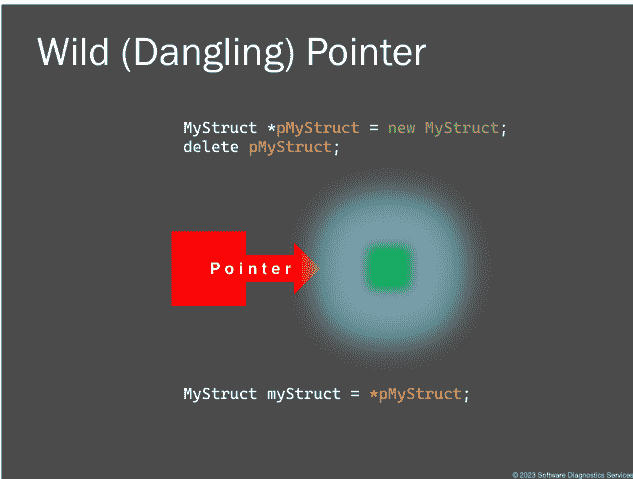 Wild (Dangling) Pointer
MyStruct *pMyStruct = new MyStruct;
delete pMyStruct;
Pointer
MyStruct myStruct = *pMyStruct;
© 2023 Software Diagnostics Services